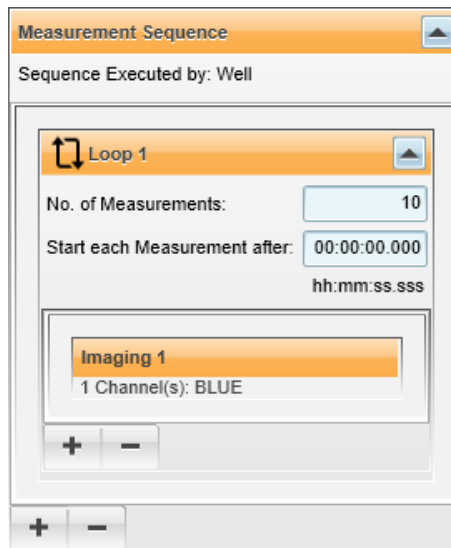 Measurement Sequence
Sequence Executed by: Well
Loop 1
No. of Measurements: 10
Start each Measurement after: 00:00:00.000
hh:mm:ss.sss
Imaging 1
1 Channel(s): BLUE
+ −
+ −